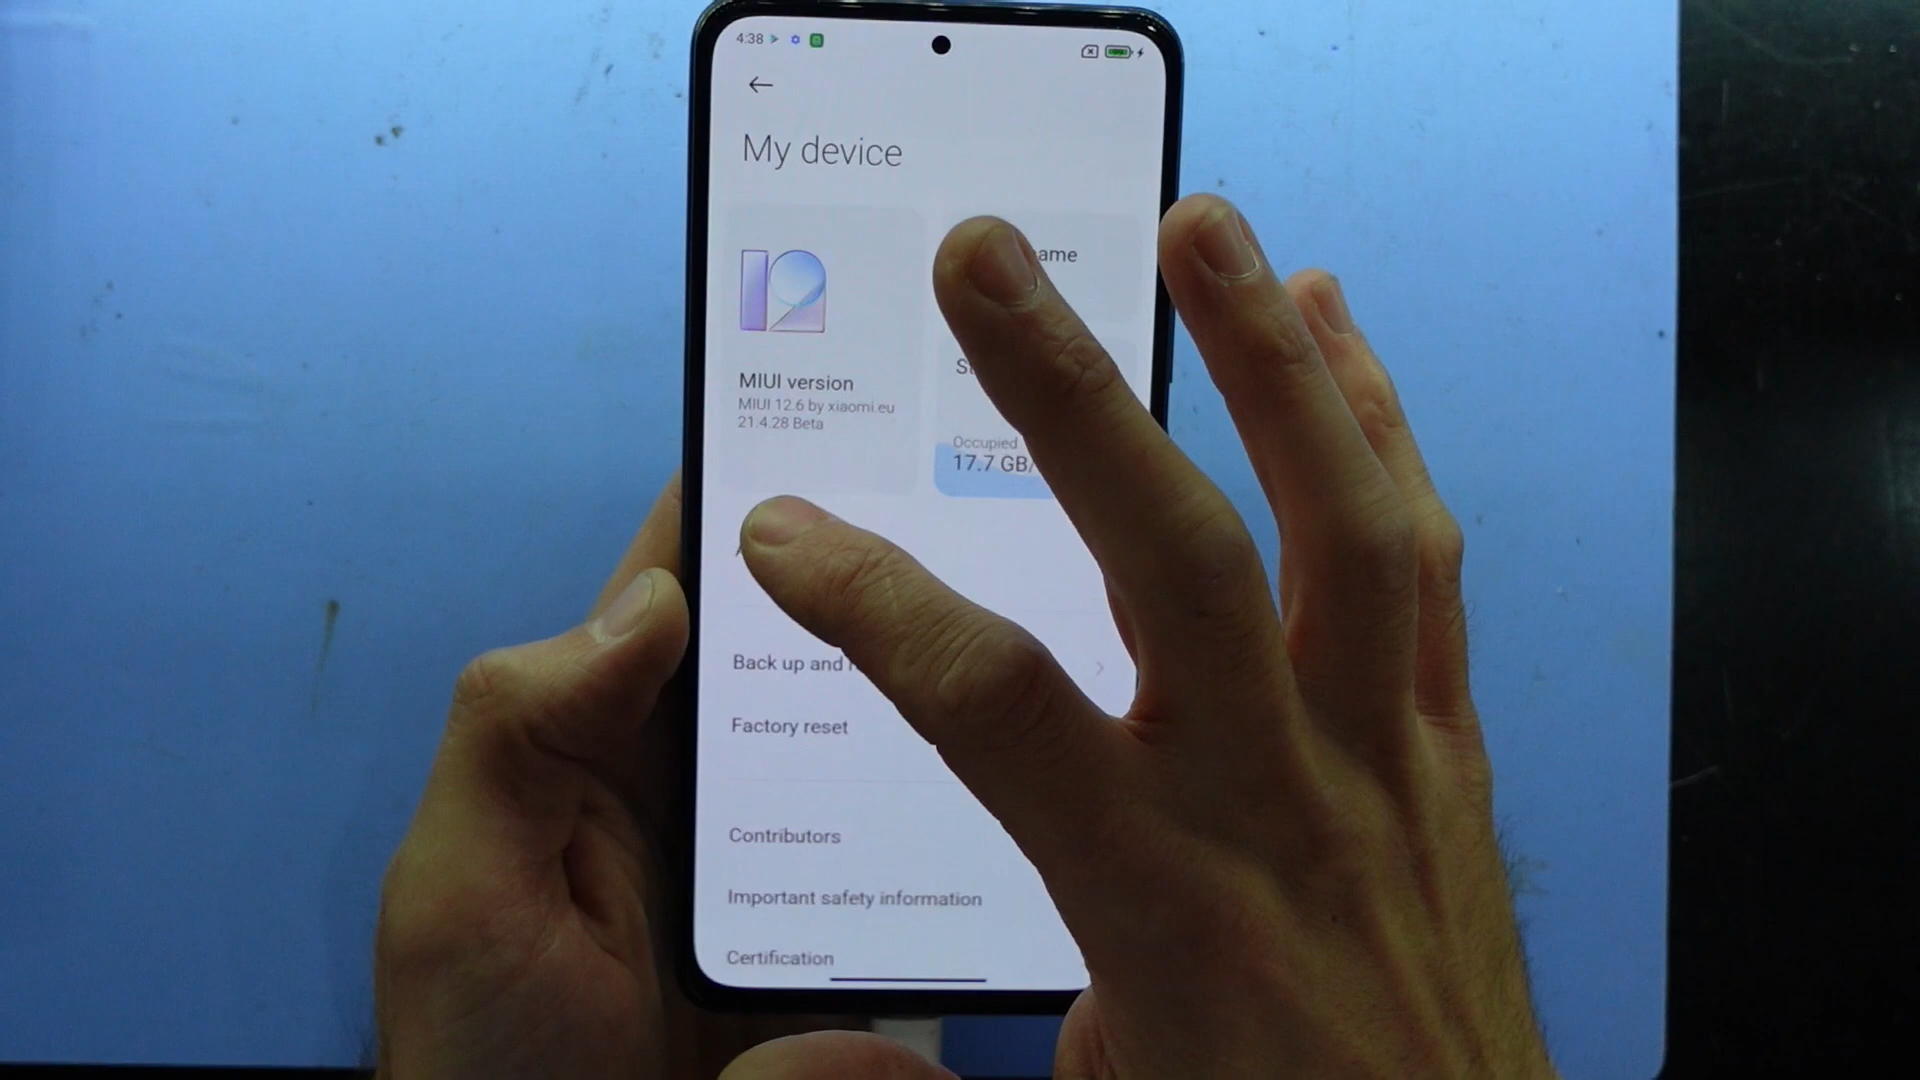 4:38
My device
12
ame
MIUI version
MIUI 12.6 by xiaomi.eu
21.4.28 Beta
Occupied
17.7 GB/
Back up and
Factory reset
Contributors
Important safety information
Certification